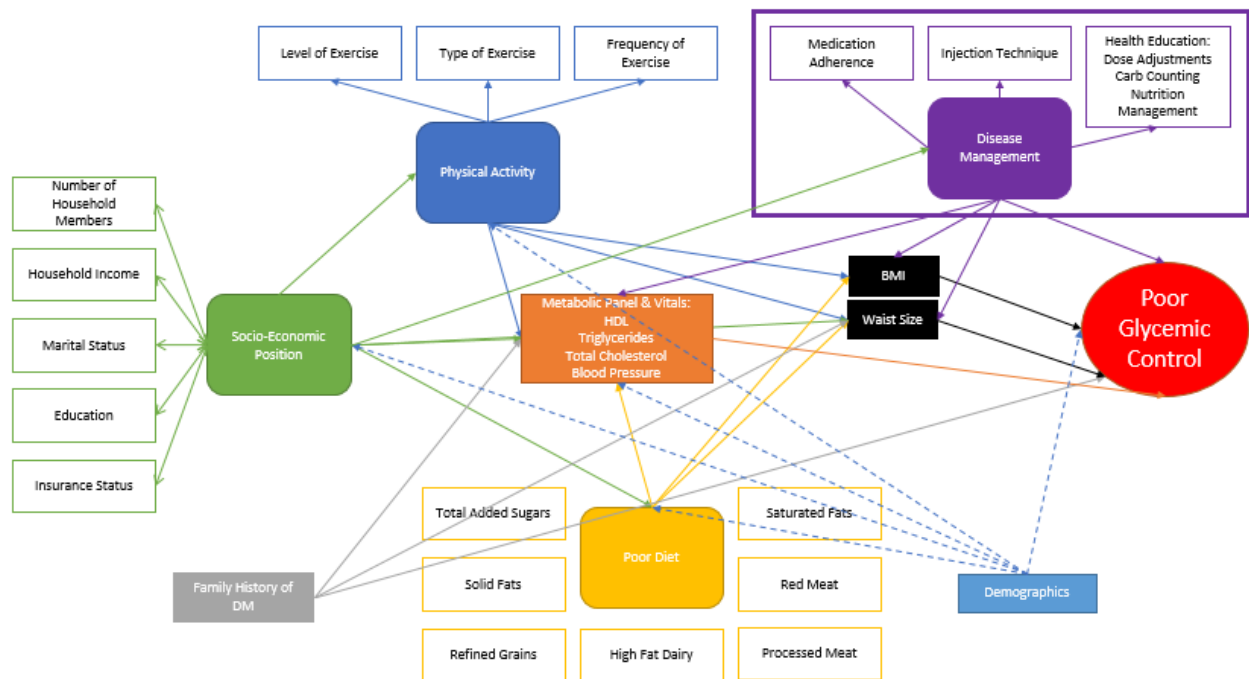 Level of Exercise
Type of Exercise
Frequency of
Exercise
Medication
Adherence
Injection Technique
Health Education:
Dose Adjustments
Carb Counting
Nutrition
Management
Physical Activity
Disease
Management
Number of
Household
Members
Household Income
Marital Status
Education
Insurance Status
Socio-Economic
Position
Metabolic Panel & Vitals:
HDL
Triglycerides
Total Cholesterol
Blood Pressure
BMI
Waist Size
Poor
Glycemic
Control
Total Added Sugars
Saturated Fats
Poor Diet
Solid Fats
Red Meat
Refined Grains
High Fat Dairy
Processed Meat
Family History of
DM
Demographics